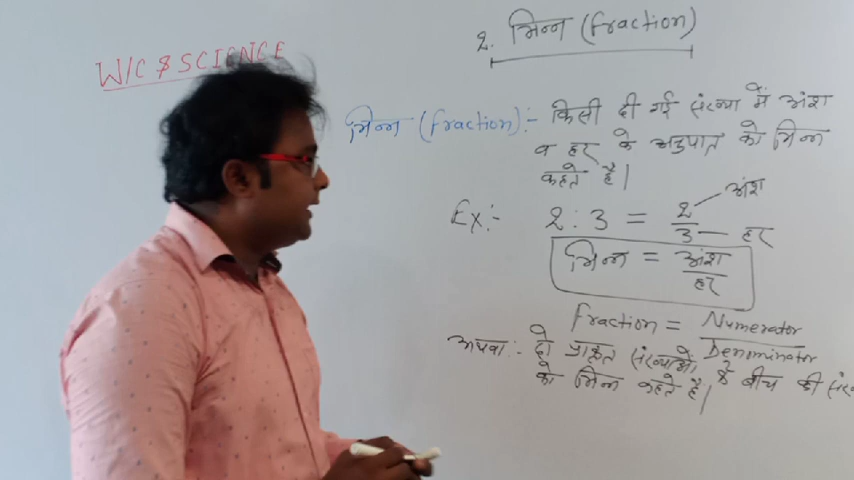 W/C $ SCIENCE
2. भिन्न (fraction)
भिन्न (fraction):- किसी दी गई संख्या में अंश
व हर के अनुपात को भिन्न
कहते है।
Ex:- 2:3 = 2/3 अंश हर
भिन्न = अंश/हर
fraction = Numerator/Denominator
अथवा:- दो प्राकृत संख्याओं के बीच की
को भिन्न कहते है।